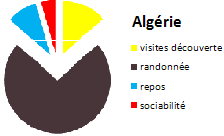 Algérie
visites découverte
randonnée
repos
sociabilité